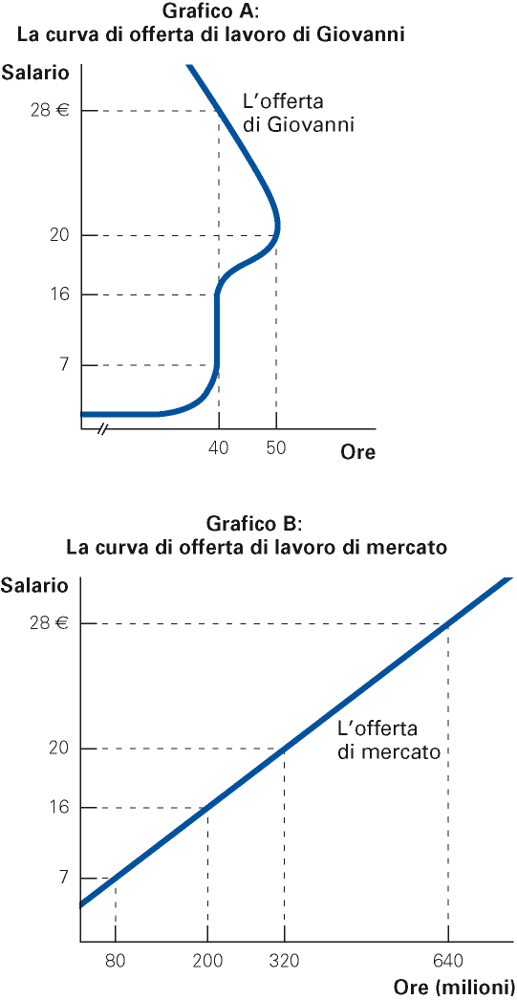 Grafico A:
La curva di offerta di lavoro di Giovanni
Salario
L'offerta
di Giovanni
28 €
20
16
7
40 50
Ore
Grafico B:
La curva di offerta di lavoro di mercato
Salario
28 €
L'offerta
di mercato
20
16
7
80 200 320 640
Ore (milioni)